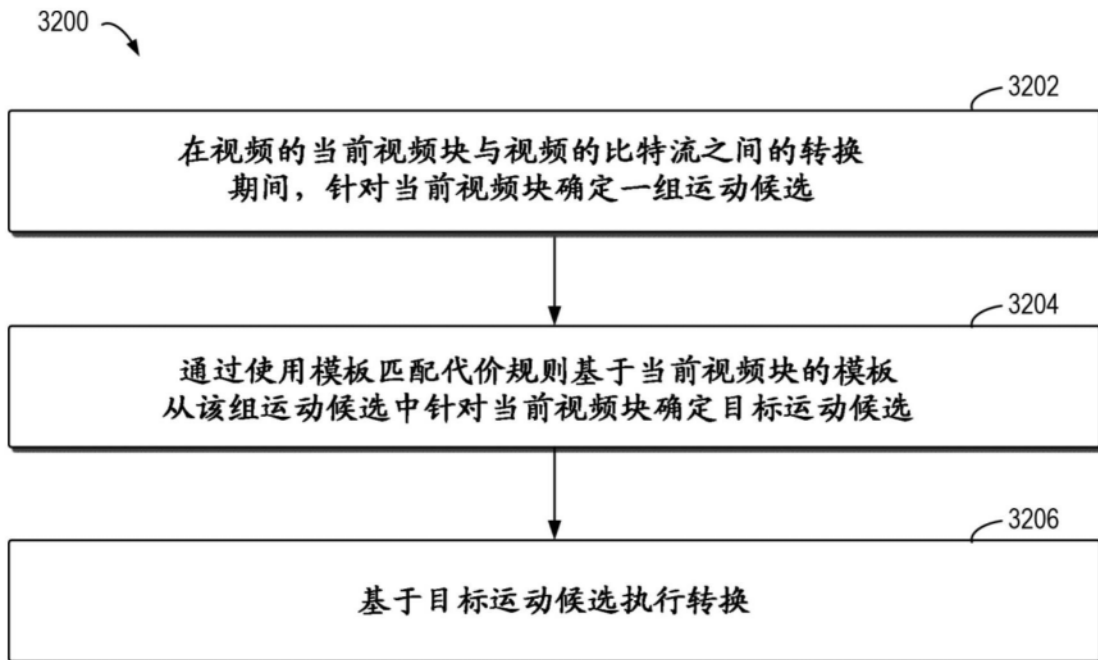 3200
3202
在视频的当前视频块与视频的比特流之间的转换
期间，针对当前视频块确定一组运动候选
3204
通过使用模板匹配代价规则基于当前视频块的模板
从该组运动候选中针对当前视频块确定目标运动候选
3206
基于目标运动候选执行转换